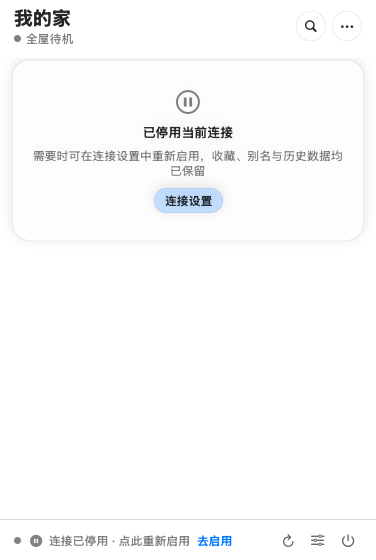 我的家
全屋待机
已停用当前连接
需要时可在连接设置中重新启用，收藏、别名与历史数据均
已保留
连接设置
连接已停用 · 点此重新启用 去启用